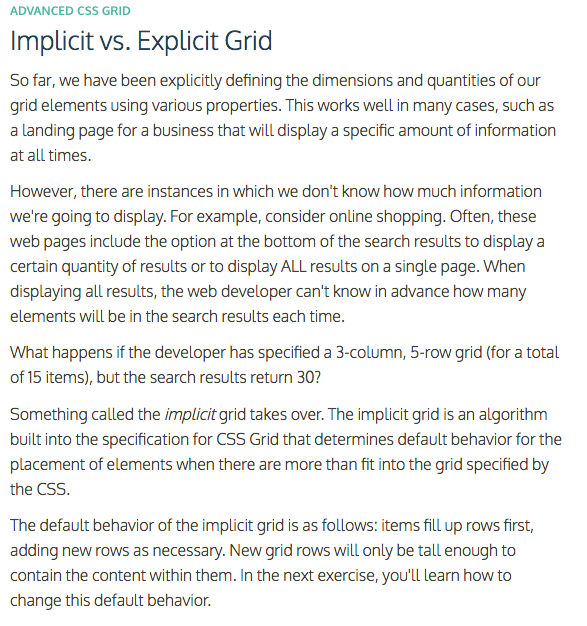 ADVANCED CSS GRID
Implicit vs. Explicit Grid
So far, we have been explicitly defining the dimensions and quantities of our
grid elements using various properties. This works well in many cases, such as
a landing page for a business that will display a specific amount of information
at all times.
However, there are instances in which we don't know how much information
we're going to display. For example, consider online shopping. Often, these
web pages include the option at the bottom of the search results to display a
certain quantity of results or to display ALL results on a single page. When
displaying all results, the web developer can't know in advance how many
elements will be in the search results each time.
What happens if the developer has specified a 3-column, 5-row grid (for a total
of 15 items), but the search results return 30?
Something called the implicit grid takes over. The implicit grid is an algorithm
built into the specification for CSS Grid that determines default behavior for the
placement of elements when there are more than fit into the grid specified by
the CSS.
The default behavior of the implicit grid is as follows: items fill up rows first,
adding new rows as necessary. New grid rows will only be tall enough to
contain the content within them. In the next exercise, you'll learn how to
change this default behavior.